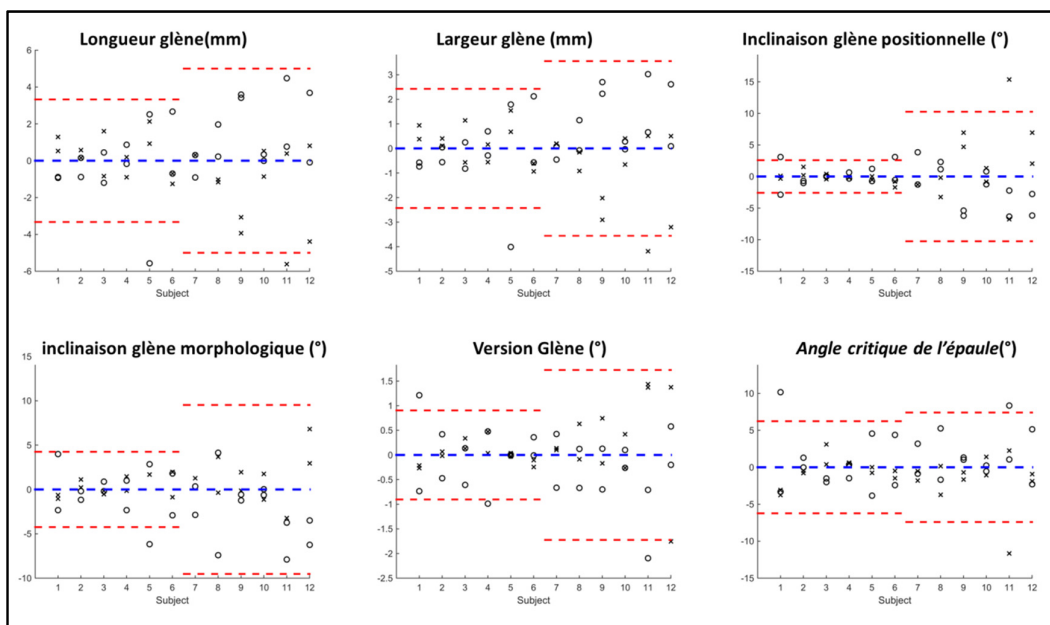 Longueur glène(mm)
6
4
2
0
-2
-4
-6
1 2 3 4 5 6 7 8 9 10 11 12
Subject
Largeur glène (mm)
3
2
1
0
-1
-2
-3
-4
-5
1 2 3 4 5 6 7 8 9 10 11 12
Subject
Inclinaison glène positionnelle (°)
15
10
5
0
-5
-10
-15
1 2 3 4 5 6 7 8 9 10 11 12
Subject
inclinaison glène morphologique (°)
15
10
5
0
-5
-10
1 2 3 4 5 6 7 8 9 10 11 12
Subject
Version Glène (°)
1.5
1
0.5
0
-0.5
-1
-1.5
-2
-2.5
1 2 3 4 5 6 7 8 9 10 11 12
Subject
Angle critique de l'épaule(°)
15
10
5
0
-5
-10
-15
1 2 3 4 5 6 7 8 9 10 11 12
Subject